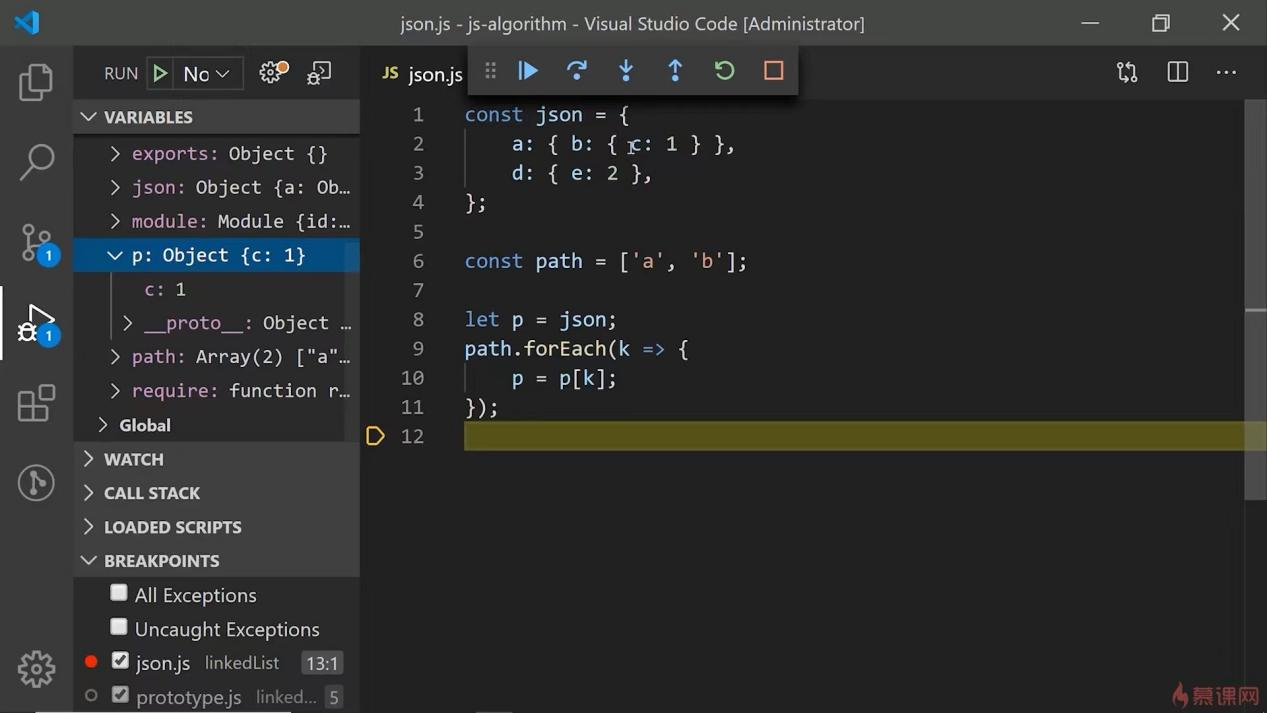 json.js - js-algorithm - Visual Studio Code [Administrator]
RUN No
JS json.js
VARIABLES
exports: Object {}
json: Object {a: Ob…
module: Module {id:…
p: Object {c: 1}
c: 1
__proto__: Object …
path: Array(2) ["a"…
require: function r…
Global
WATCH
CALL STACK
LOADED SCRIPTS
BREAKPOINTS
All Exceptions
Uncaught Exceptions
json.js linkedList 13:1
prototype.js linked… 5
1
1
1 const json = {
2 a: { b: { c: 1 } },
3 d: { e: 2 },
4 };
5
6 const path = ['a', 'b'];
7
8 let p = json;
9 path.forEach(k => {
10 p = p[k];
11 });
12
慕课网